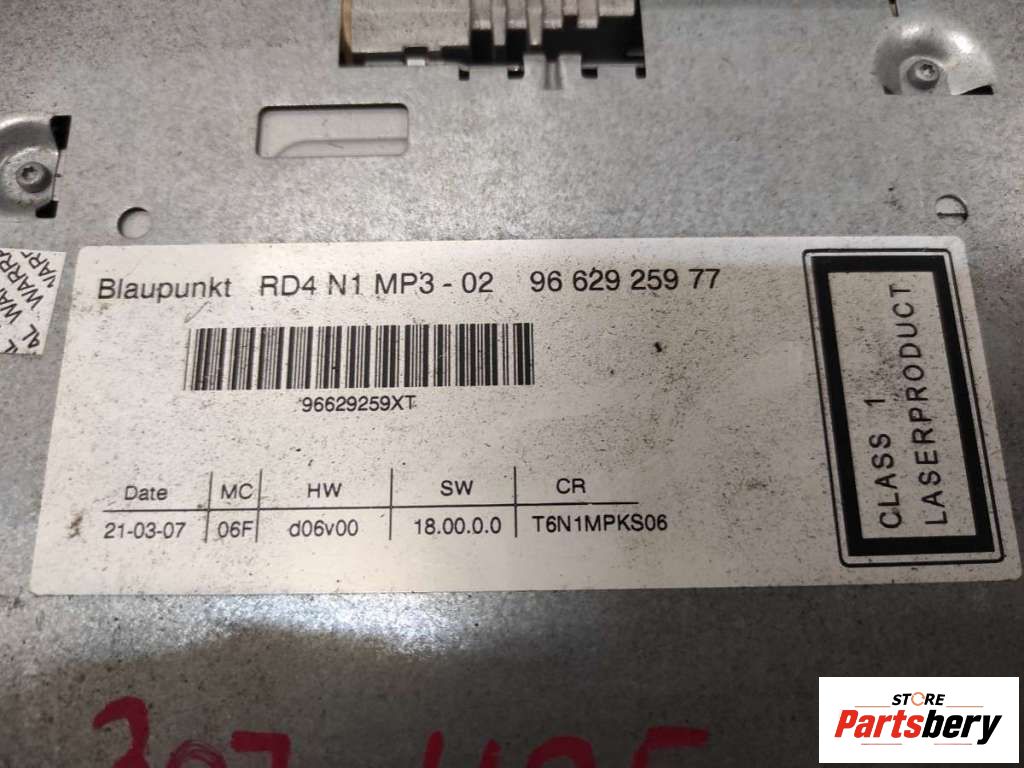 Blaupunkt RD4 N1 MP3 - 02 96 629 259 77
96629259XT
Date MC HW SW CR
21-03-07 06F d06v00 18.00.0.0 T6N1MPKS06
CLASS 1
LASERPRODUCT
307
STORE
Partsbery